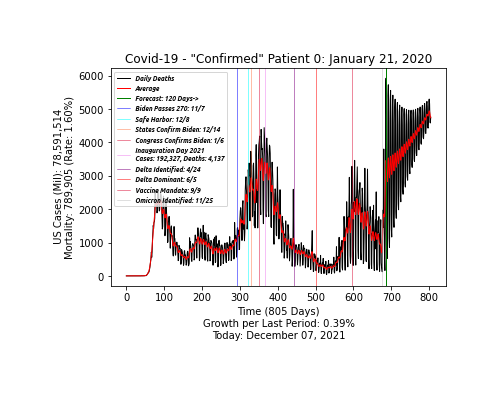 Covid-19 - "Confirmed" Patient 0: January 21, 2020
US Cases (Mil): 78,591,514
Mortality: 789,905 (Rate: 1.60%)
6000
5000
4000
3000
2000
1000
0
Daily Deaths
Average
Forecast: 120 Days->
Biden Passes 270: 11/7
Safe Harbor: 12/8
States Confirm Biden: 12/14
Congress Confirms Biden: 1/6
Inauguration Day 2021
Cases: 192,327, Deaths: 4,137
Delta Identified: 4/24
Delta Dominant: 6/5
Vaccine Mandate: 9/9
Omicron Identified: 11/25
0 100 200 300 400 500 600 700 800
Time (805 Days)
Growth per Last Period: 0.39%
Today: December 07, 2021